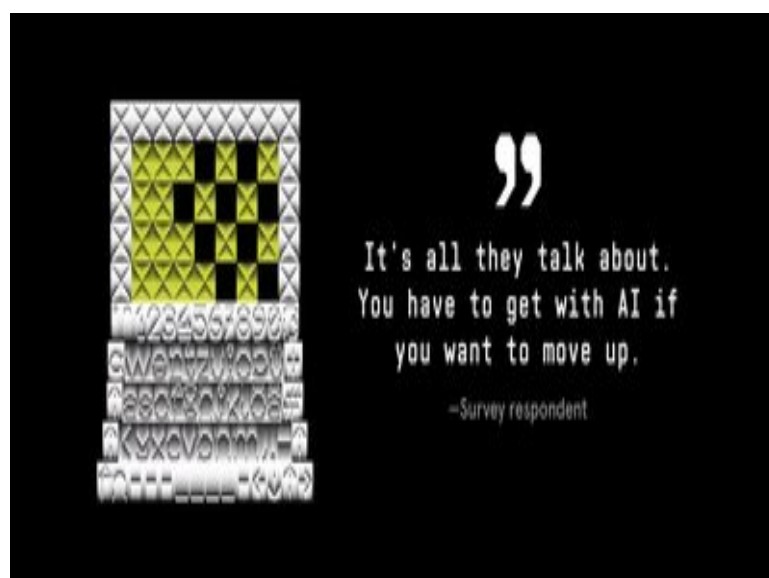 ”
It's all they talk about.
You have to get with AI if
you want to move up.
—Survey respondent
1234567890